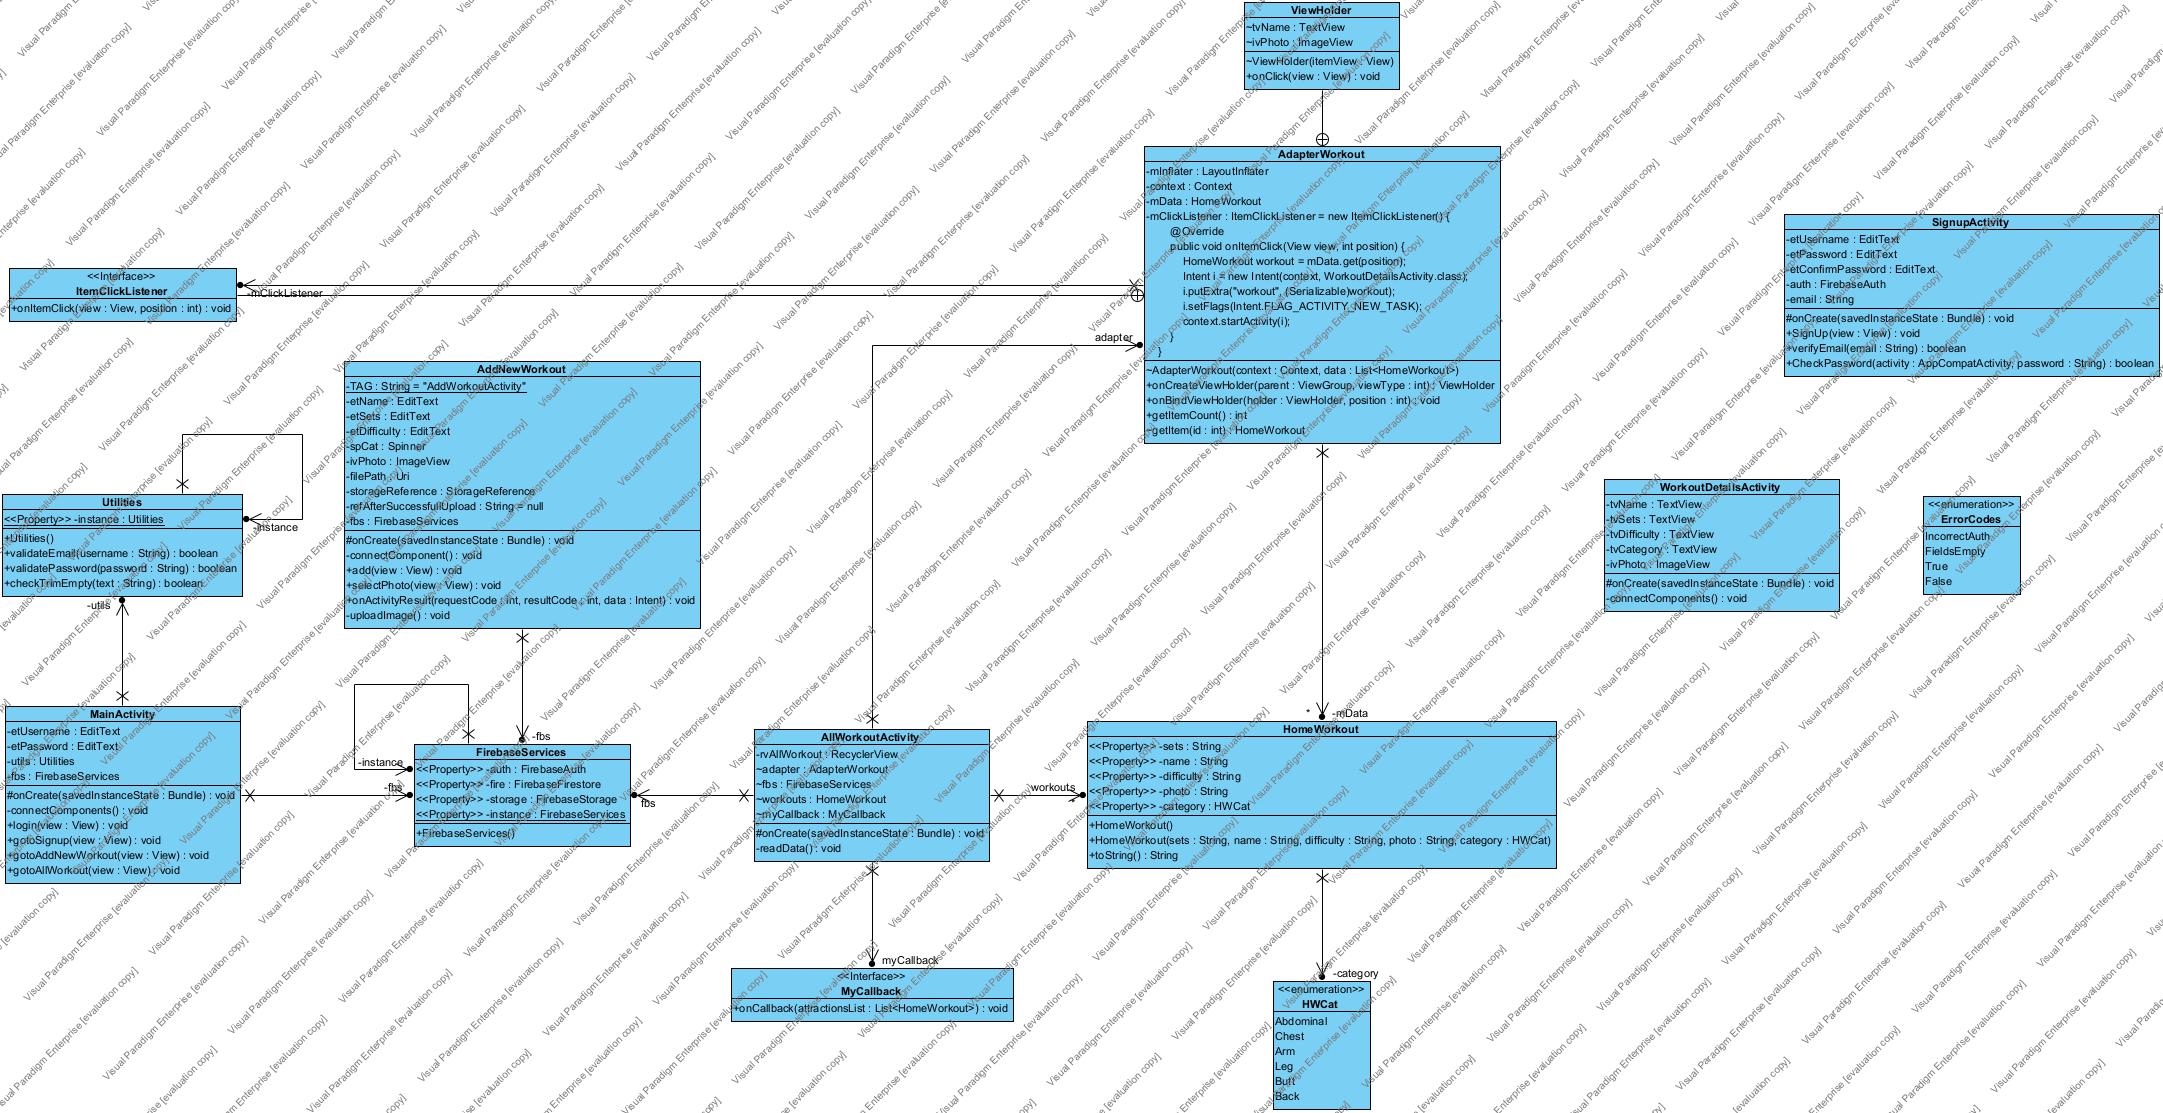 ViewHolder
~tvName : TextView
~ivPhoto : ImageView
~ViewHolder(itemView : View)
+onClick(view : View) : void
AdapterWorkout
-mInflater : LayoutInflater
-context : Context
-mData : HomeWorkout
-mClickListener : ItemClickListener = new ItemClickListener() {
@Override
public void onItemClick(View view, int position) {
HomeWorkout workout = mData.get(position);
Intent i = new Intent(context, WorkoutDetailsActivity.class);
i.putExtra("workout", (Serializable)workout);
i.setFlags(Intent.FLAG_ACTIVITY_NEW_TASK);
context.startActivity(i);
}
}
~AdapterWorkout(context : Context, data : List<HomeWorkout>)
+onCreateViewHolder(parent : ViewGroup, viewType : int) : ViewHolder
+onBindViewHolder(holder : ViewHolder, position : int) : void
+getItemCount() : int
~getItem(id : int) : HomeWorkout
SignupActivity
-etUsername : EditText
-etPassword : EditText
-etConfirmPassword : EditText
-auth : FirebaseAuth
-email : String
#onCreate(savedInstanceState : Bundle) : void
+SignUp(view : View) : void
+verifyEmail(email : String) : boolean
+CheckPassword(activity : AppCompatActivity, password : String) : boolean
<<Interface>>
ItemClickListener
+onItemClick(view : View, position : int) : void
-mClickListener
adapter
AddNewWorkout
-TAG : String = "AddWorkoutActivity"
-etName : EditText
-etSets : EditText
-etDifficulty : EditText
-spCat : Spinner
-ivPhoto : ImageView
-filePath : Uri
-storageReference : StorageReference
-refAfterSuccessfullUpload : String = null
-fbs : FirebaseServices
#onCreate(savedInstanceState : Bundle) : void
-connectComponent() : void
+add(view : View) : void
+selectPhoto(view : View) : void
+onActivityResult(requestCode : int, resultCode : int, data : Intent) : void
-uploadImage() : void
Utilities
<<Property>> -instance : Utilities
+Utilities()
+validateEmail(username : String) : boolean
+validatePassword(password : String) : boolean
+checkTrimEmpty(text : String) : boolean
-instance
-utils
WorkoutDetailsActivity
-tvName : TextView
-tvSets : TextView
-tvDifficulty : TextView
-tvCategory : TextView
-ivPhoto : ImageView
#onCreate(savedInstanceState : Bundle) : void
-connectComponents() : void
<<enumeration>>
ErrorCodes
IncorrectAuth
FieldsEmpty
True
False
MainActivity
-etUsername : EditText
-etPassword : EditText
-utils : Utilities
-fbs : FirebaseServices
#onCreate(savedInstanceState : Bundle) : void
-connectComponents() : void
+login(view : View) : void
+gotoSignup(view : View) : void
+gotoAddNewWorkout(view : View) : void
+gotoAllWorkout(view : View) : void
-fbs
-instance
-fbs
FirebaseServices
<<Property>> -auth : FirebaseAuth
<<Property>> -fire : FirebaseFirestore
<<Property>> -storage : FirebaseStorage
<<Property>> -instance : FirebaseServices
+FirebaseServices()
fbs
AllWorkoutActivity
-rvAllWorkout : RecyclerView
~adapter : AdapterWorkout
~fbs : FirebaseServices
~workouts : HomeWorkout
~myCallback : MyCallback
#onCreate(savedInstanceState : Bundle) : void
-readData() : void
workouts
*
* -mData
HomeWorkout
<<Property>> -sets : String
<<Property>> -name : String
<<Property>> -difficulty : String
<<Property>> -photo : String
<<Property>> -category : HWCat
+HomeWorkout()
+HomeWorkout(sets : String, name : String, difficulty : String, photo : String, category : HWCat)
+toString() : String
myCallback
<<Interface>>
MyCallback
+onCallback(attractionsList : List<HomeWorkout>) : void
-category
<<enumeration>>
HWCat
Abdominal
Chest
Arm
Leg
Butt
Back
Visual Paradigm Enterprise [evaluation copy]